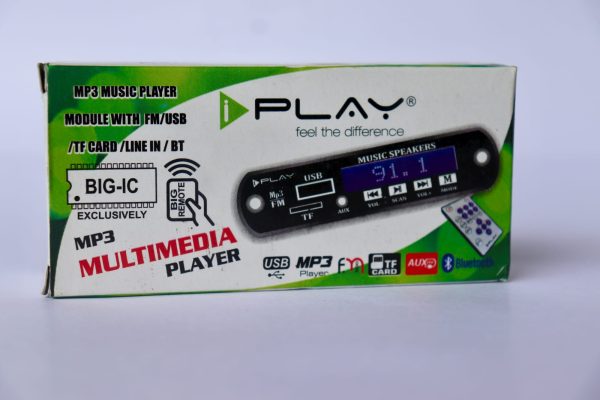 MP3 MUSIC PLAYER
MODULE WITH FM/USB
/TF CARD /LINE IN / BT
BIG-IC
EXCLUSIVELY
BIG
REMOTE
MP3
MULTIMEDIA
PLAYER
i PLAY®
feel the difference
MUSIC SPEAKERS
PLAY
USB
91.1
Mp3
FM
TF
AUX
VOL- SCAN VOL+ MODE
M
USB
MP3
Player
fm
TF
CARD
AUX
Bluetooth